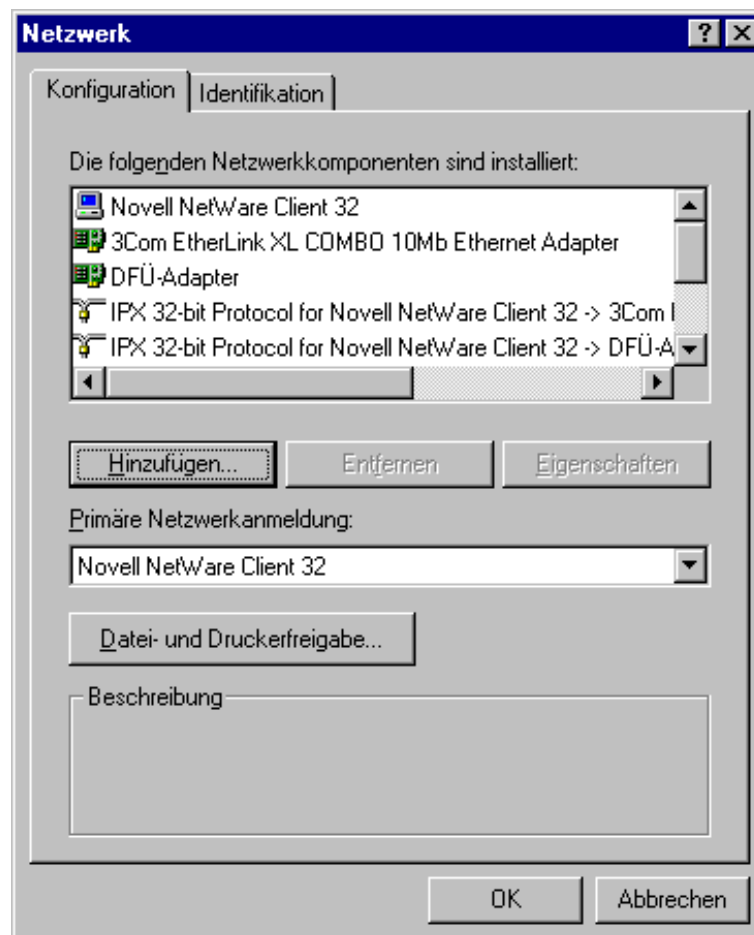 Netzwerk
Konfiguration
Identifikation
Die folgenden Netzwerkkomponenten sind installiert:
Novell NetWare Client 32
3Com EtherLink XL COMBO 10Mb Ethernet Adapter
DFÜ-Adapter
IPX 32-bit Protocol for Novell NetWare Client 32 -> 3Com
IPX 32-bit Protocol for Novell NetWare Client 32 -> DFÜ-A
Hinzufügen...
Entfernen
Eigenschaften
Primäre Netzwerkanmeldung:
Novell NetWare Client 32
Datei- und Druckerfreigabe...
Beschreibung
OK
Abbrechen